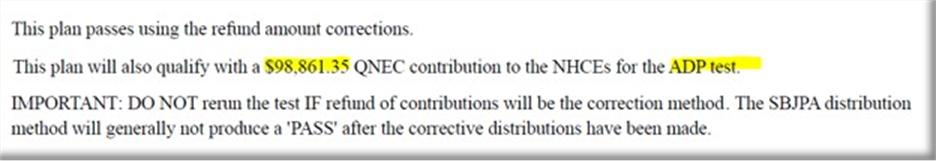 This plan passes using the refund amount corrections.
This plan will also qualify with a $98,861.35 QNEC contribution to the NHCEs for the ADP test.
IMPORTANT: DO NOT rerun the test IF refund of contributions will be the correction method. The SBJPA distribution
method will generally not produce a 'PASS' after the corrective distributions have been made.